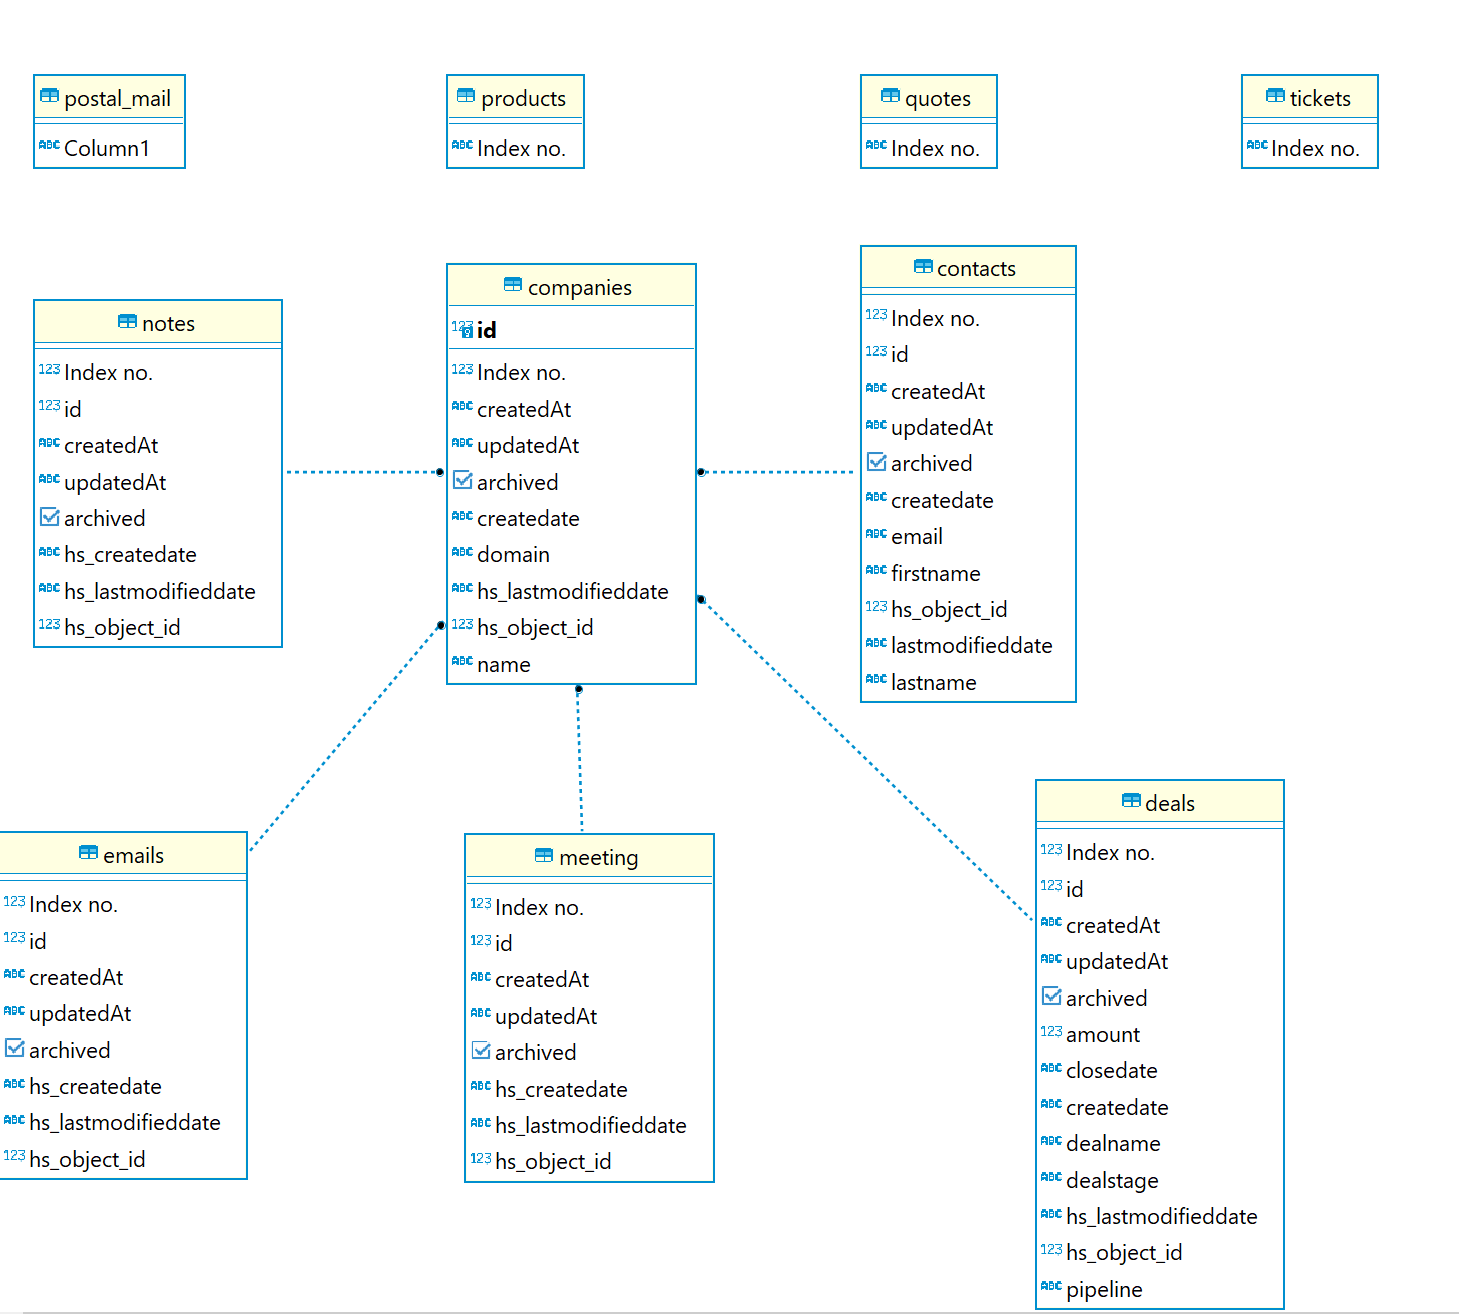 postal_mail
ABC Column1
products
ABC Index no.
quotes
ABC Index no.
tickets
ABC Index no.
notes
123 Index no.
123 id
ABC createdAt
ABC updatedAt
archived
ABC hs_createdate
ABC hs_lastmodifieddate
123 hs_object_id
companies
123 id
123 Index no.
ABC createdAt
ABC updatedAt
archived
ABC createdate
ABC domain
ABC hs_lastmodifieddate
123 hs_object_id
ABC name
contacts
123 Index no.
123 id
ABC createdAt
ABC updatedAt
archived
ABC createdate
ABC email
ABC firstname
123 hs_object_id
ABC lastmodifieddate
ABC lastname
emails
123 Index no.
123 id
ABC createdAt
ABC updatedAt
archived
ABC hs_createdate
ABC hs_lastmodifieddate
123 hs_object_id
meeting
123 Index no.
123 id
ABC createdAt
ABC updatedAt
archived
ABC hs_createdate
ABC hs_lastmodifieddate
123 hs_object_id
deals
123 Index no.
123 id
ABC createdAt
ABC updatedAt
archived
123 amount
ABC closedate
ABC createdate
ABC dealname
ABC dealstage
ABC hs_lastmodifieddate
123 hs_object_id
ABC pipeline